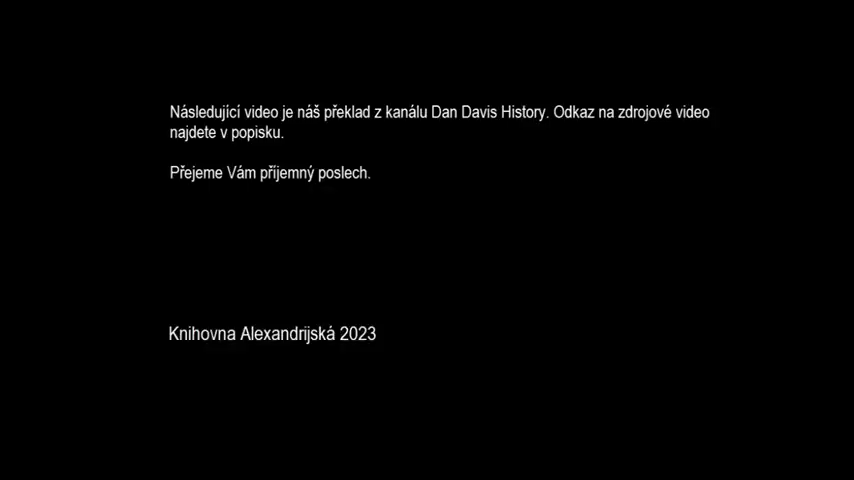 Následující video je náš překlad z kanálu Dan Davis History. Odkaz na zdrojové video
najdete v popisku.
Přejeme Vám příjemný poslech.
Knihovna Alexandrijská 2023